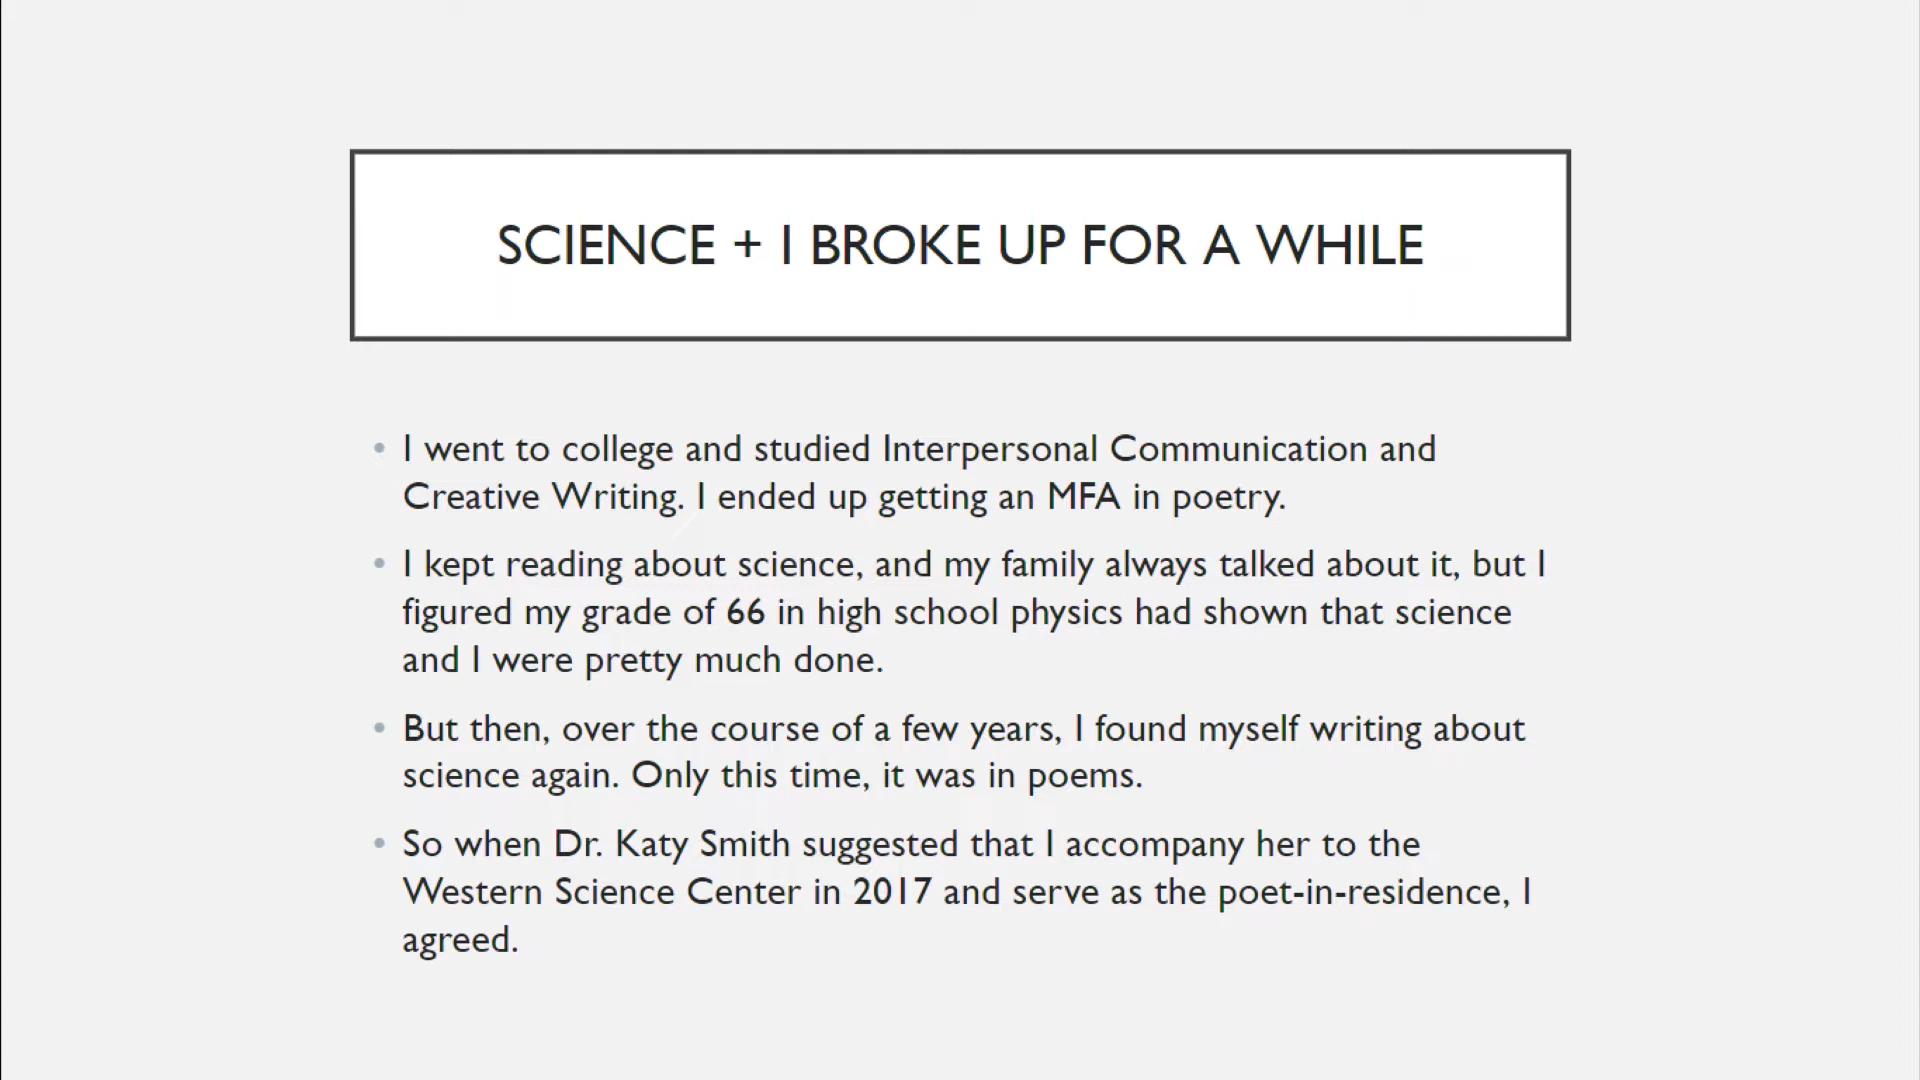 SCIENCE + I BROKE UP FOR A WHILE
• I went to college and studied Interpersonal Communication and
Creative Writing. I ended up getting an MFA in poetry.
• I kept reading about science, and my family always talked about it, but I
figured my grade of 66 in high school physics had shown that science
and I were pretty much done.
• But then, over the course of a few years, I found myself writing about
science again. Only this time, it was in poems.
• So when Dr. Katy Smith suggested that I accompany her to the
Western Science Center in 2017 and serve as the poet-in-residence, I
agreed.